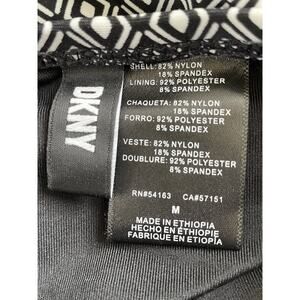 SHELL: 82% NYLON
18% SPANDEX
LINING: 92% POLYESTER
8% SPANDEX
CHAQUETA: 82% NYLON
18% SPANDEX
FORRO: 92% POLYESTER
8% SPANDEX
VESTE: 82% NYLON
18% SPANDEX
DOUBLURE: 92% POLYESTER
8% SPANDEX
RN#54163 CA#57151
M
MADE IN ETHIOPIA
HECHO EN ETIOPÍA
FABRIQUE EN ETIOPÍA
DKNY